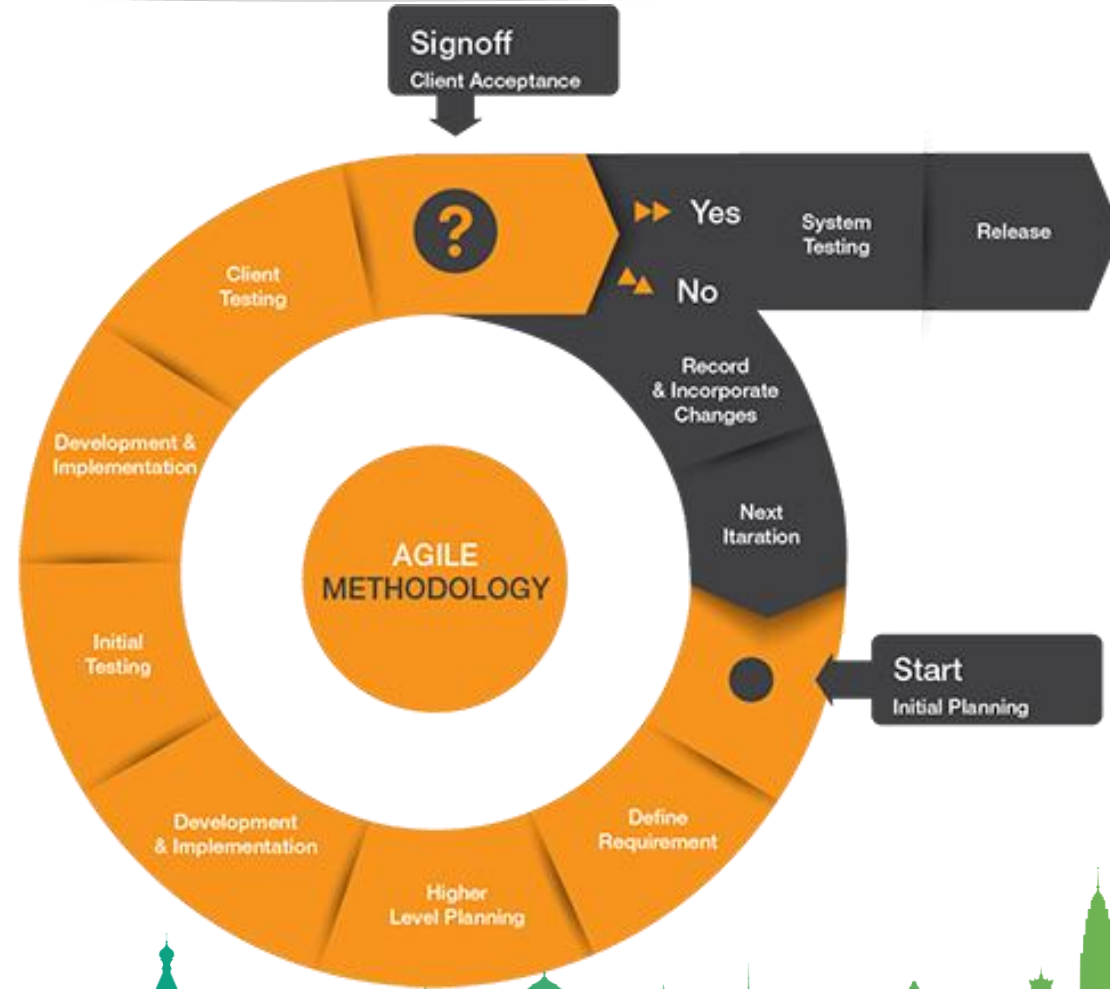 Signoff
Client Acceptance
?
Yes
No
System
Testing
Release
Client
Testing
Record
& Incorporate
Changes
Development &
Implementation
Next
Itaration
AGILE
METHODOLOGY
Initial
Testing
Start
Initial Planning
Development
& Implementation
Define
Requirement
Higher
Level Planning